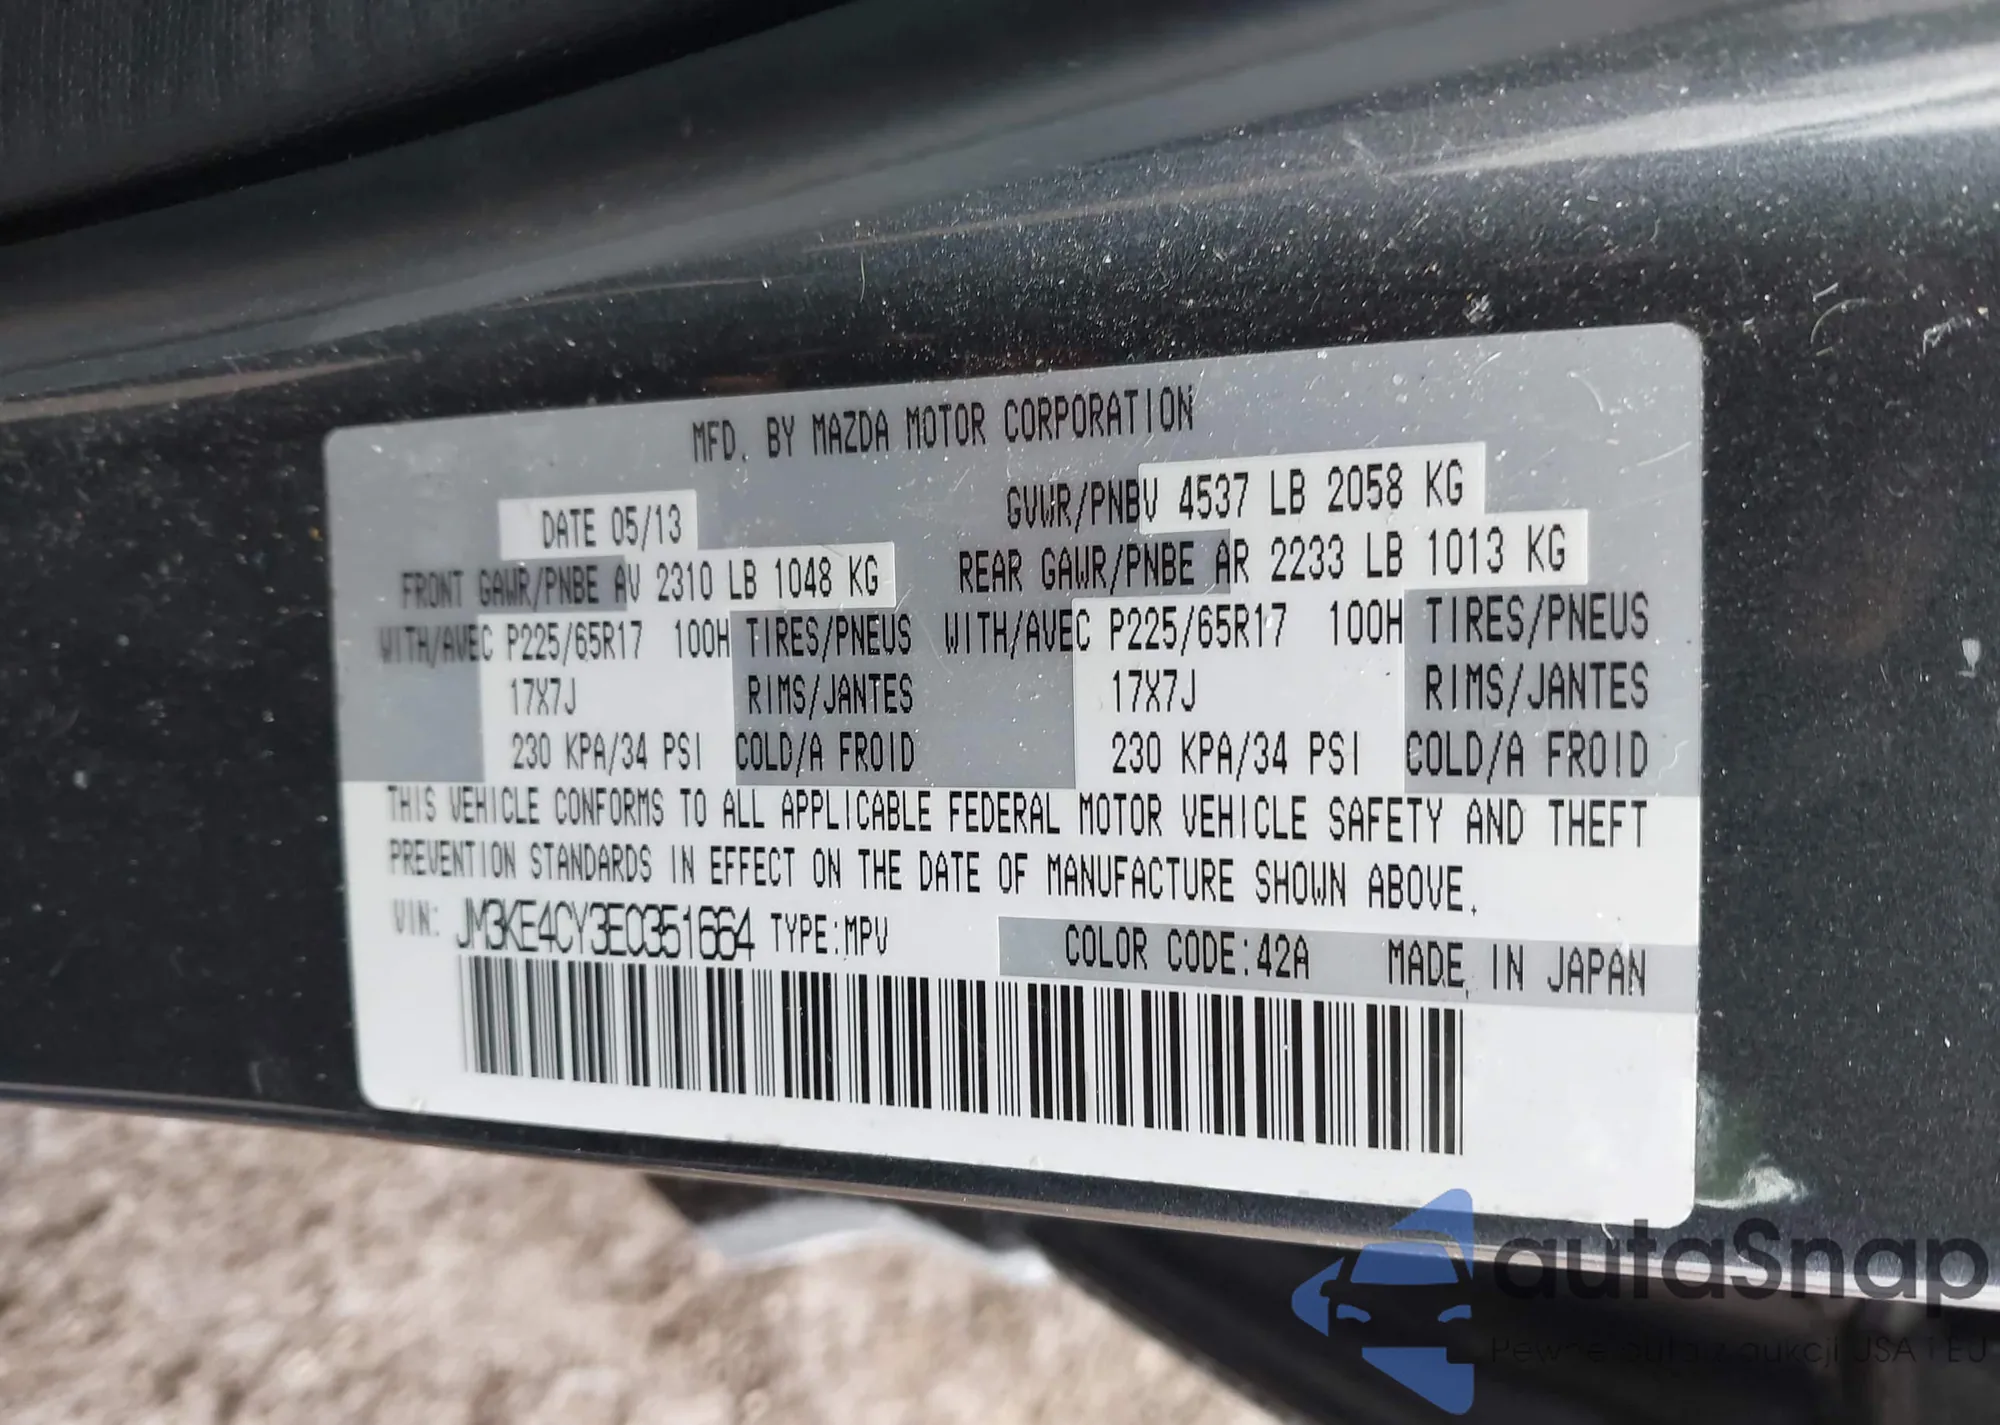 MFD. BY MAZDA MOTOR CORPORATION
DATE 05/13
GVWR/PNBV 4537 LB 2058 KG
FRONT GAWR/PNBE AV 2310 LB 1048 KG
REAR GAWR/PNBE AR 2233 LB 1013 KG
WITH/AVEC P225/65R17 100H TIRES/PNEUS
WITH/AVEC P225/65R17 100H TIRES/PNEUS
17X7J RIMS/JANTES
17X7J RIMS/JANTES
230 KPA/34 PSI COLD/A FROID
230 KPA/34 PSI COLD/A FROID
THIS VEHICLE CONFORMS TO ALL APPLICABLE FEDERAL MOTOR VEHICLE SAFETY AND THEFT
PREVENTION STANDARDS IN EFFECT ON THE DATE OF MANUFACTURE SHOWN ABOVE.
VIN: JM3KE4CY3E0351664 TYPE:MPV
COLOR CODE:42A MADE IN JAPAN
autaSnap
Pewne auta z aukcji USA i EU